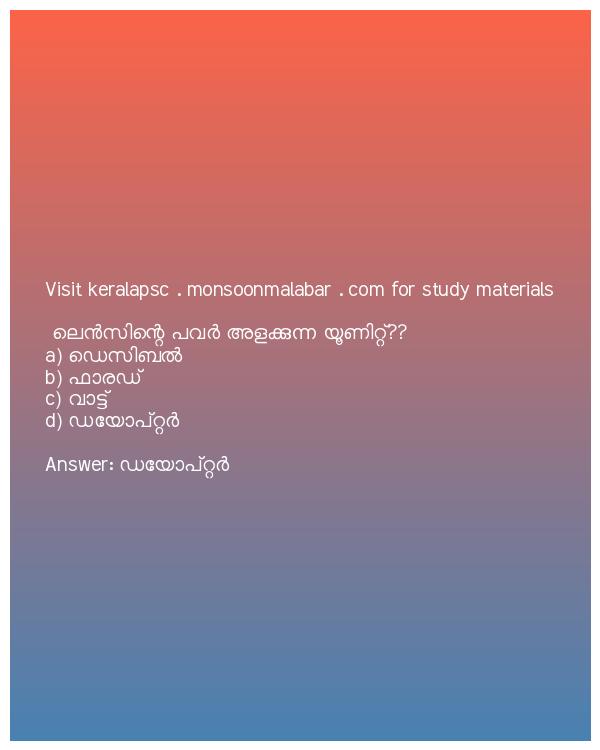 Visit keralapsc . monsoonmalabar . com for study materials
ലെൻസിന്റെ പവർ അളക്കുന്ന യൂണിറ്റ്??
a) ഡെസിബൽ
b) ഫാരഡ്
c) വാട്ട്
d) ഡയോപ്റ്റർ
Answer: ഡയോപ്റ്റർ